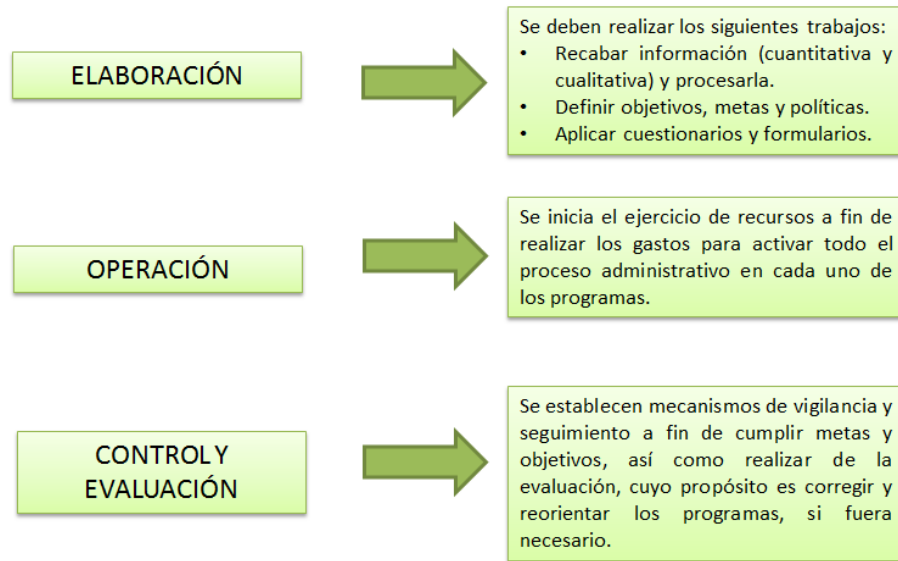 ELABORACIÓN
Se deben realizar los siguientes trabajos:
• Recabar información (cuantitativa y
cualitativa) y procesarla.
• Definir objetivos, metas y políticas.
• Aplicar cuestionarios y formularios.
OPERACIÓN
Se inicia el ejercicio de recursos a fin de
realizar los gastos para activar todo el
proceso administrativo en cada uno de
los programas.
CONTROL Y
EVALUACIÓN
Se establecen mecanismos de vigilancia y
seguimiento a fin de cumplir metas y
objetivos, así como realizar de la
evaluación, cuyo propósito es corregir y
reorientar los programas, si fuera
necesario.